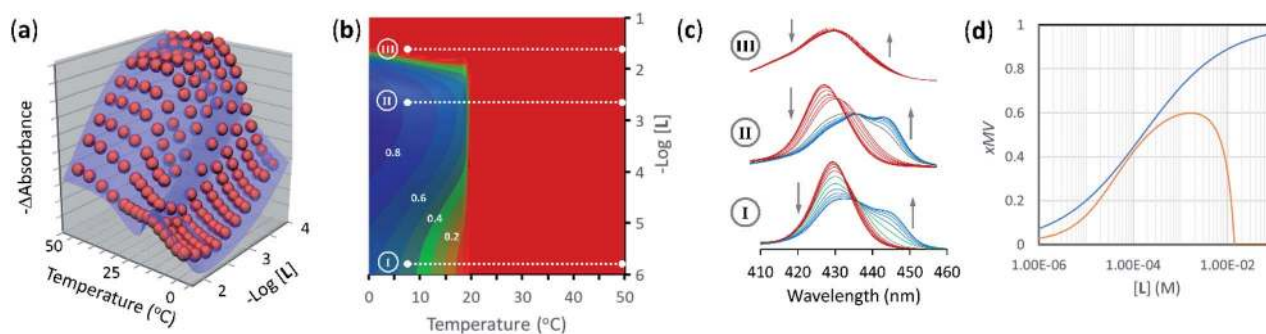 (a)
-ΔAbsorbance
50
25
0
Temperature (°C)
4
3
2
-Log [L]
(b)
III
II
I
0.8
0.6
0.4
0.2
1
2
3
4
5
6
-Log [L]
0 10 20 30 40 50
Temperature (°C)
(c)
III
II
I
410 420 430 440 450 460
Wavelength (nm)
(d)
xMV
1
0.8
0.6
0.4
0.2
0
1.00E-06 1.00E-04 1.00E-02
[L] (M)